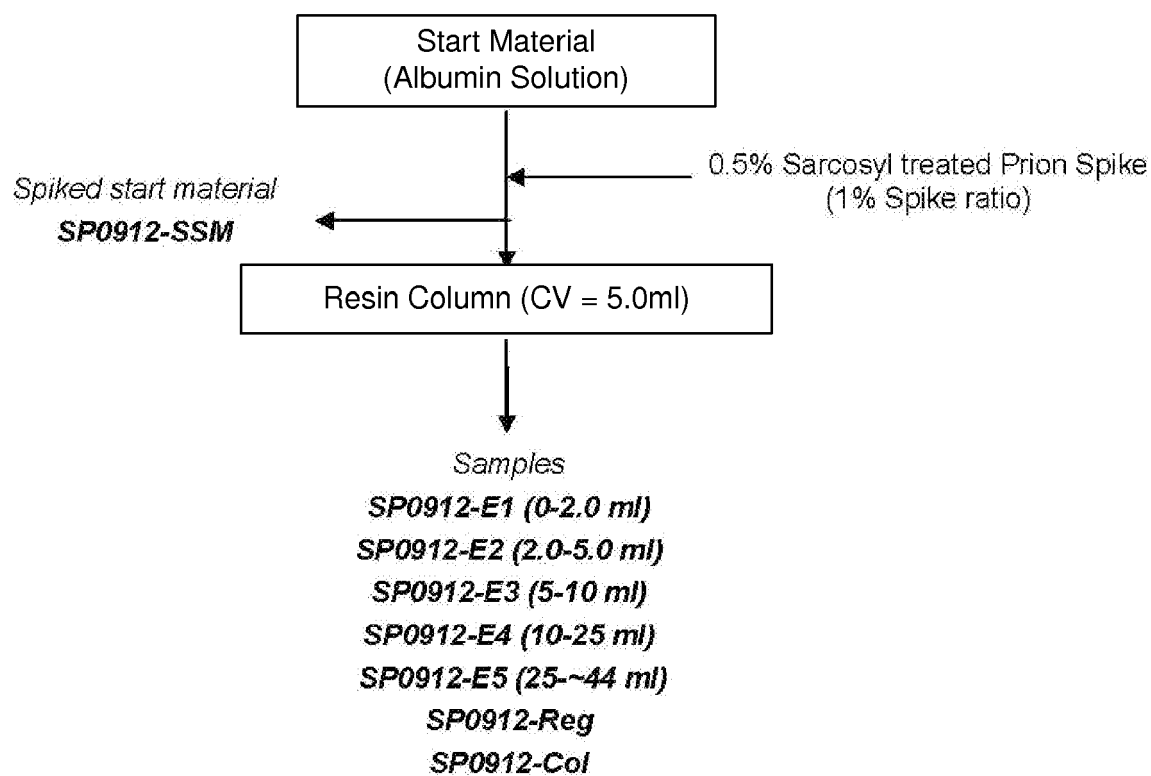 Start Material
(Albumin Solution)
0.5% Sarcosyl treated Prion Spike
(1% Spike ratio)
Spiked start material
SP0912-SSM
Resin Column (CV = 5.0ml)
Samples
SP0912-E1 (0-2.0 ml)
SP0912-E2 (2.0-5.0 ml)
SP0912-E3 (5-10 ml)
SP0912-E4 (10-25 ml)
SP0912-E5 (25-~44 ml)
SP0912-Reg
SP0912-Col